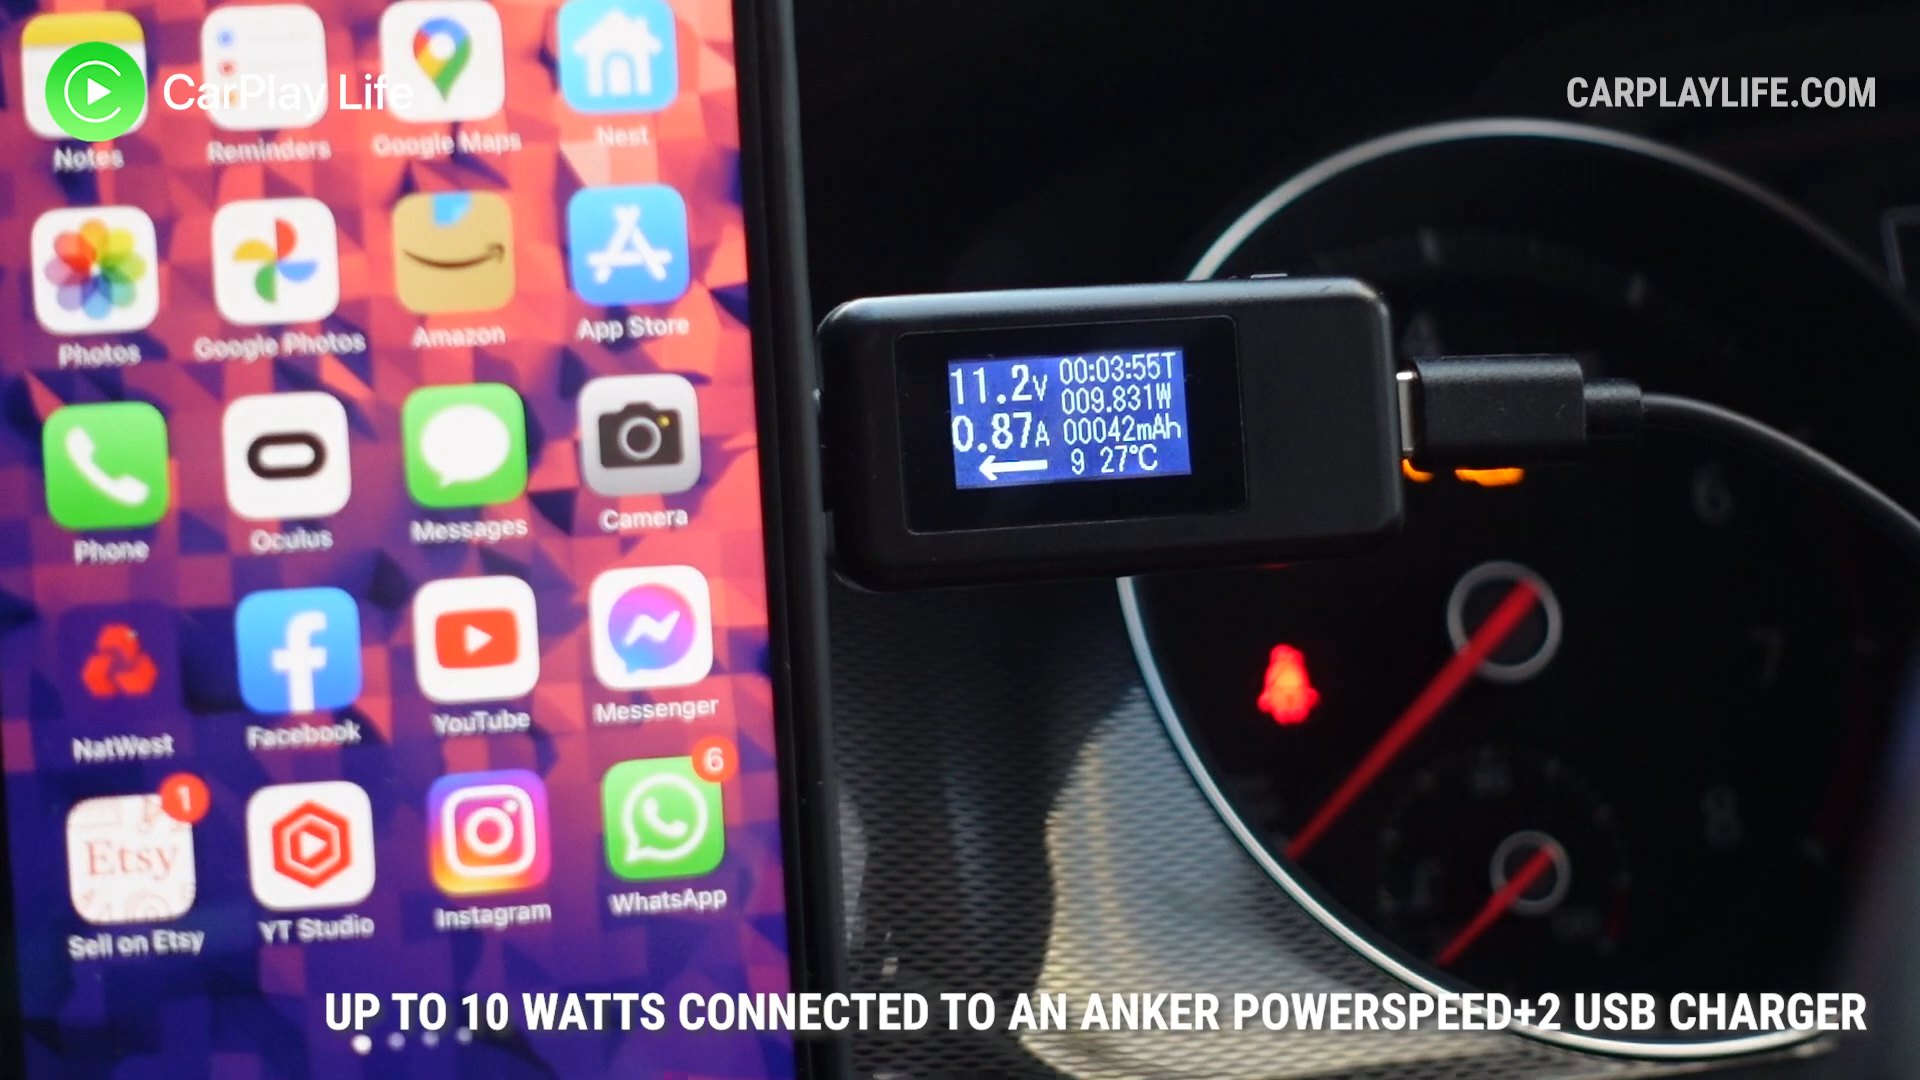 CarPlay Life
CARPLAYLIFE.COM
Notes
Reminders
Google Maps
Nest
Photos
Google Photos
Amazon
App Store
Phone
Oculus
Messages
Camera
NatWest
Facebook
YouTube
Messenger
1
6
Etsy
Sell on Etsy
YT Studio
Instagram
WhatsApp
11.2V
00:03:55T
009.831W
0.87A
00042mAh
9 27°C
6
7
8
UP TO 10 WATTS CONNECTED TO AN ANKER POWERSPEED+2 USB CHARGER